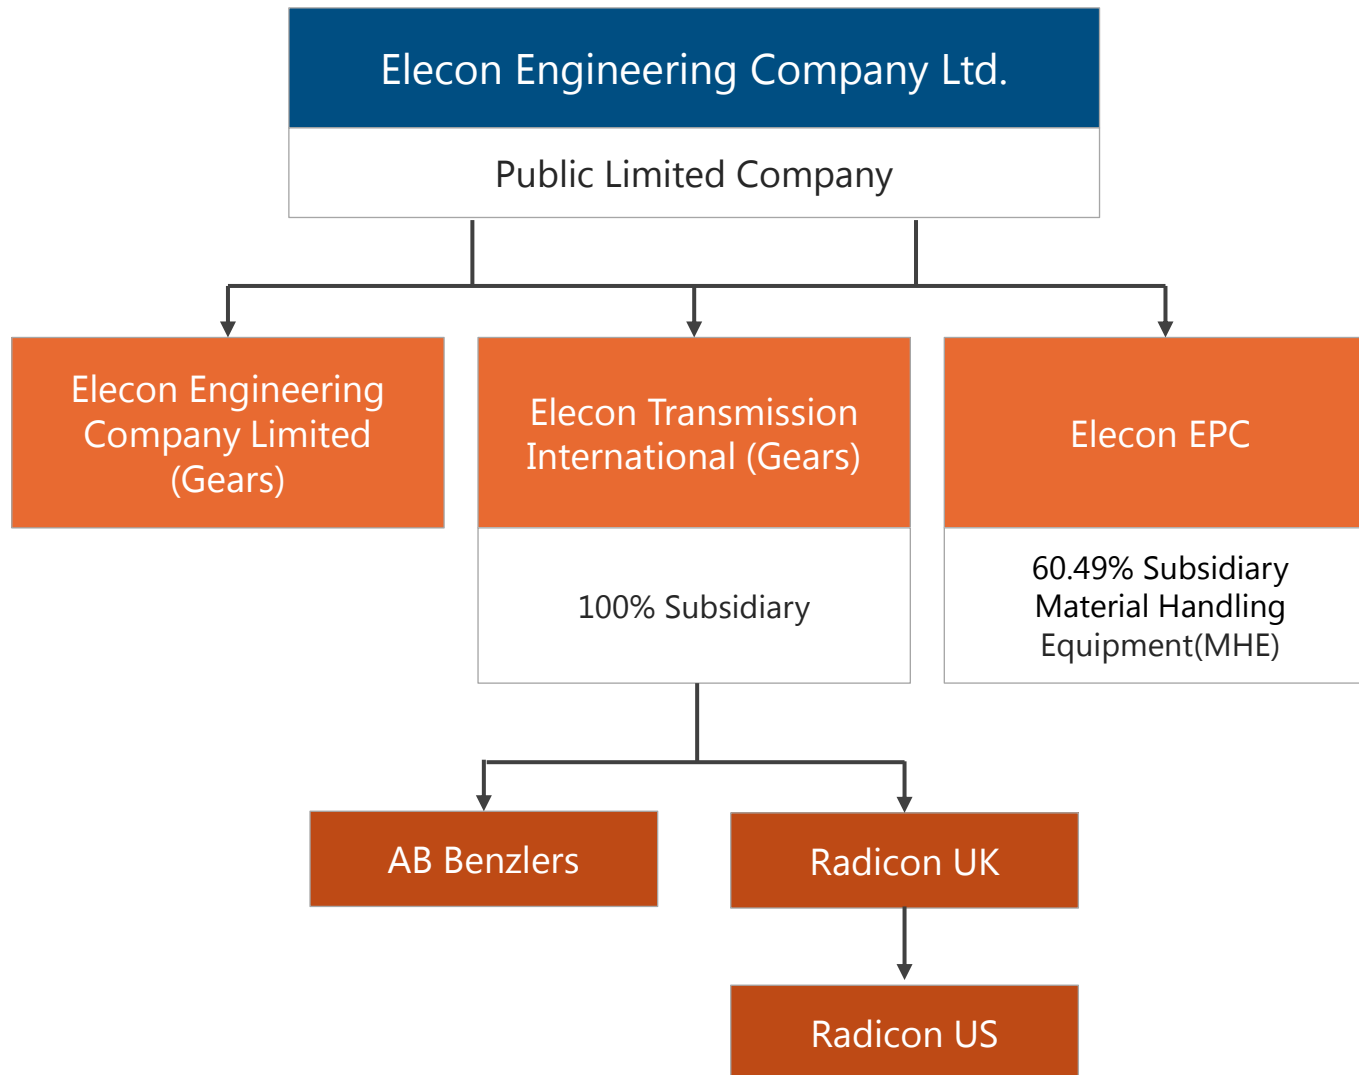 Elecon Engineering Company Ltd.
Public Limited Company
Elecon Engineering
Company Limited
(Gears)
Elecon Transmission
International (Gears)
100% Subsidiary
Elecon EPC
60.49% Subsidiary
Material Handling
Equipment(MHE)
AB Benzlers
Radicon UK
Radicon US